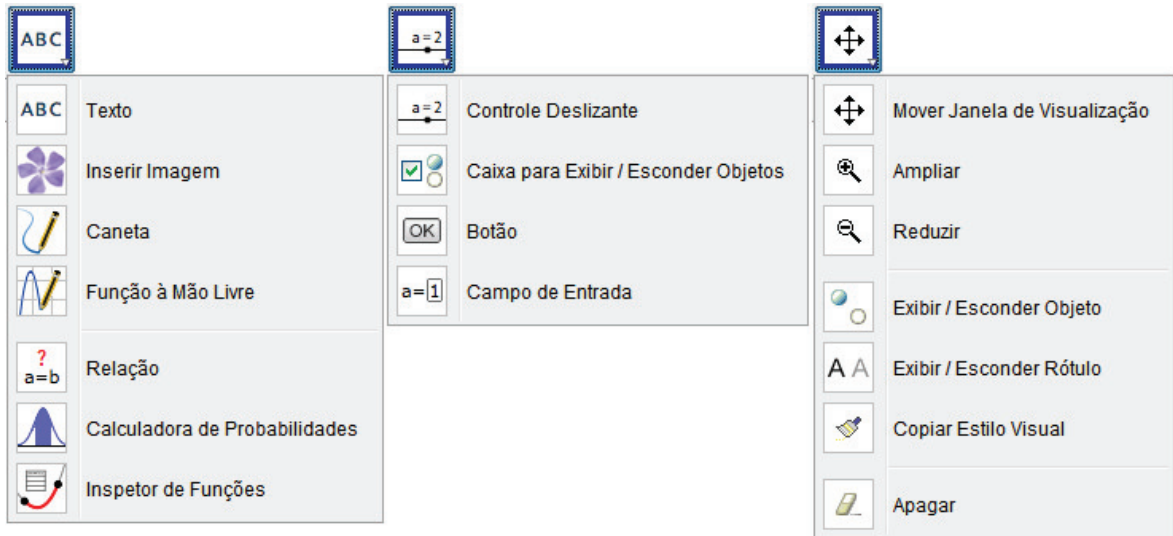 ABC
ABC Texto
Inserir Imagem
Caneta
Função à Mão Livre
?
a=b Relação
Calculadora de Probabilidades
Inspetor de Funções
a=2
a=2 Controle Deslizante
Caixa para Exibir / Esconder Objetos
OK Botão
a=1 Campo de Entrada
Mover Janela de Visualização
Ampliar
Reduzir
Exibir / Esconder Objeto
A A Exibir / Esconder Rótulo
Copiar Estilo Visual
Apagar